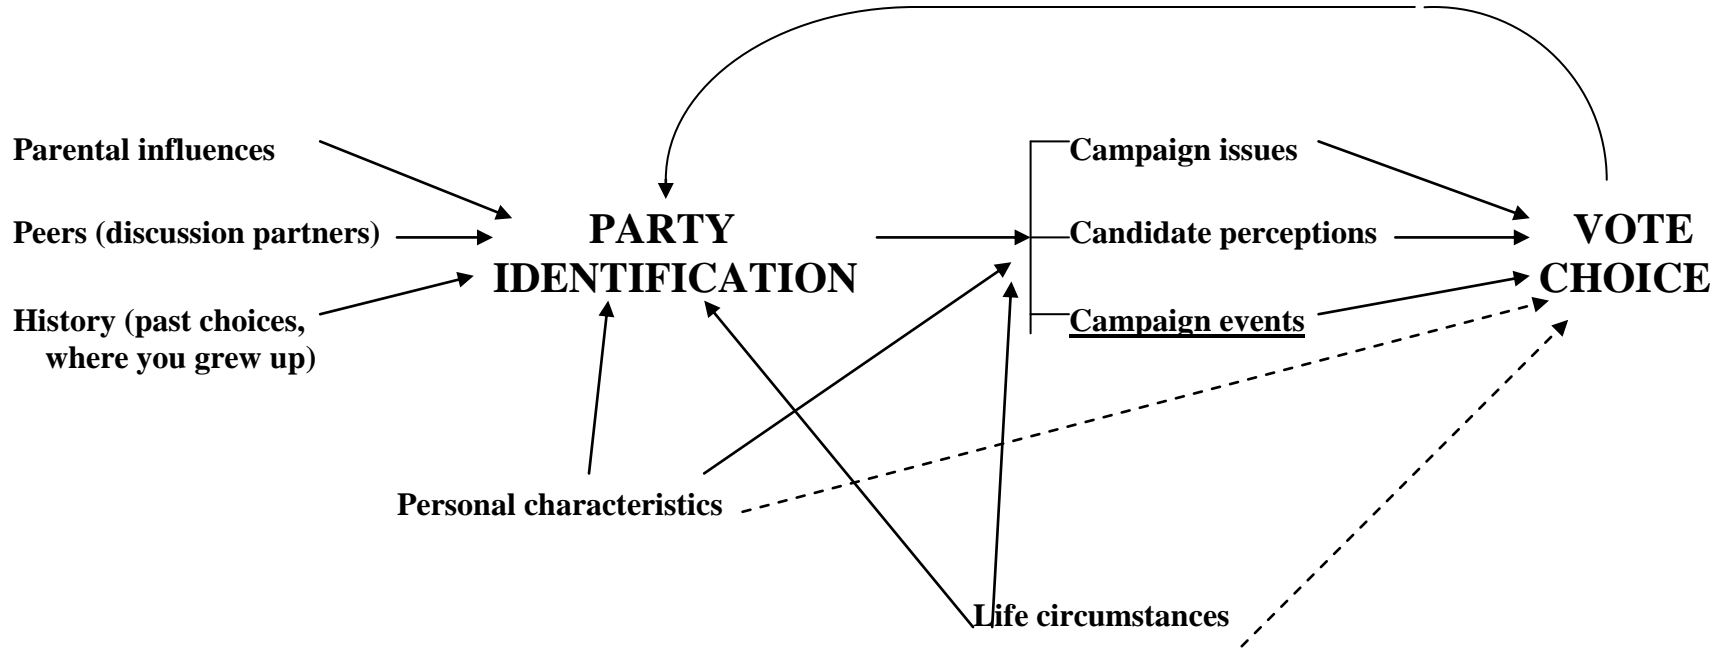 Parental influences
Peers (discussion partners)
History (past choices,
where you grew up)
PARTY
IDENTIFICATION
Campaign issues
Candidate perceptions
Campaign events
VOTE
CHOICE
Personal characteristics
Life circumstances